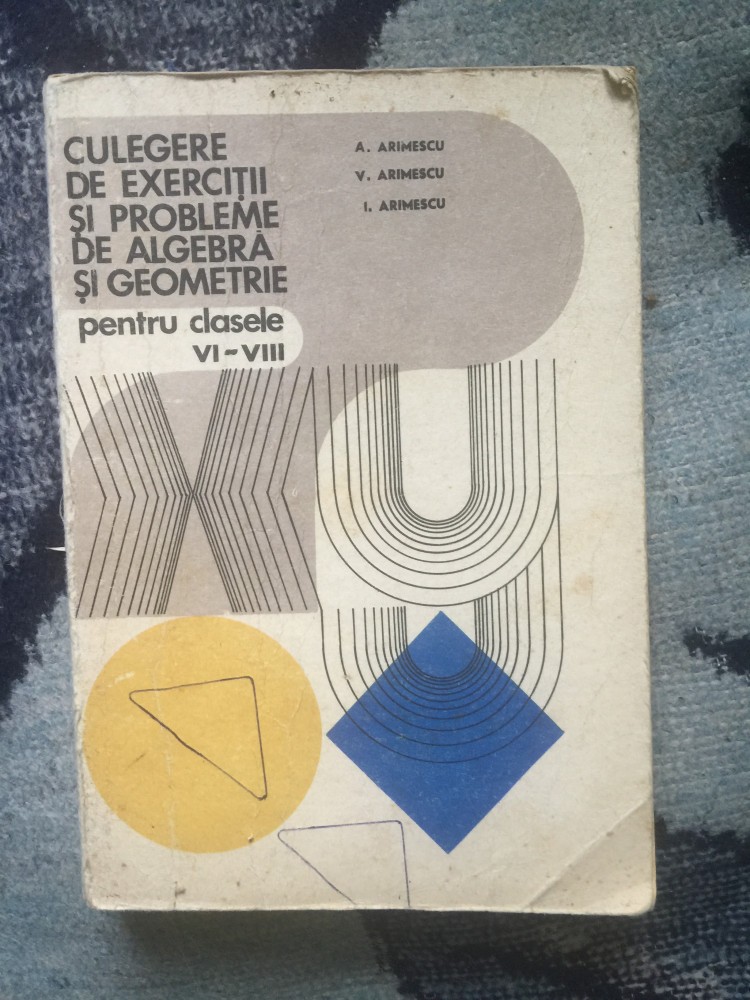 CULEGERE
DE EXERCIȚII
ȘI PROBLEME
DE ALGEBRĂ
ȘI GEOMETRIE
pentru clasele
VI-VIII
A. ARIMESCU
V. ARIMESCU
I. ARIMESCU